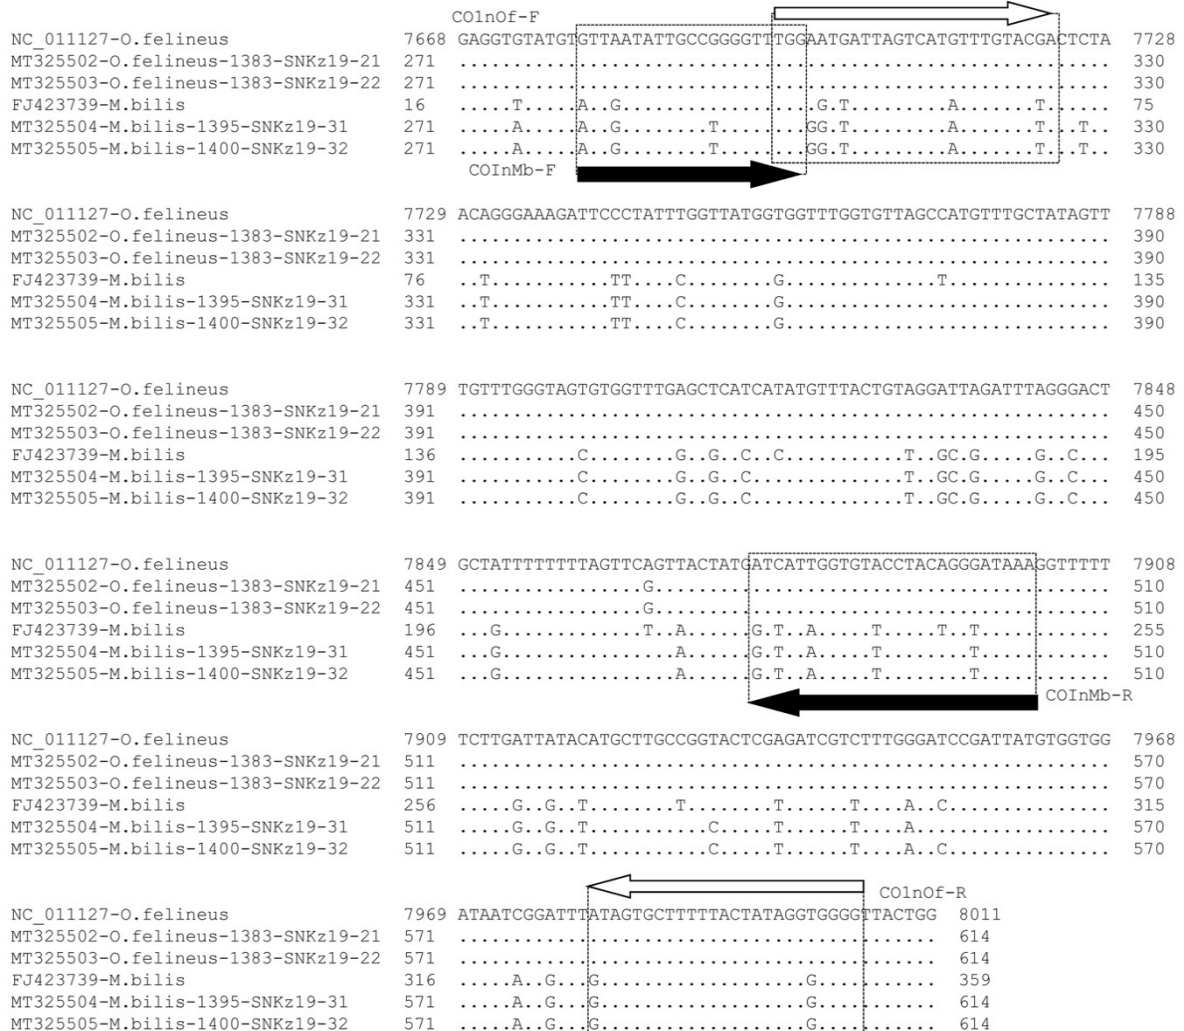 CO1nOf-F
NC_011127-O.felineus 7668 GAGGTGTATGTGTTAATATTGCCGGGGTTTGGAATGATTAGTCATGTTTGTACGACTCTA 7728
MT325502-O.felineus-1383-SNKz19-21 271 ............................................................ 330
MT325503-O.felineus-1383-SNKz19-22 271 ............................................................ 330
FJ423739-M.bilis 16 .....T.....A..G..................G.T.........A.......T...... 75
MT325504-M.bilis-1395-SNKz19-31 271 .....A.....A..G........T........GG.T.........A.......T...T.. 330
MT325505-M.bilis-1400-SNKz19-32 271 .....A.....A..G........T........GG.T.........A.......T...T.. 330
COInMb-F
NC_011127-O.felineus 7729 ACAGGGAAAGATTCCCTATTTGGTTATGGTGGTTTGGTGTTAGCCATGTTTGCTATAGTT 7788
MT325502-O.felineus-1383-SNKz19-21 331 ............................................................ 390
MT325503-O.felineus-1383-SNKz19-22 331 ............................................................ 390
FJ423739-M.bilis 76 ..T...........TT....C........G..............T............... 135
MT325504-M.bilis-1395-SNKz19-31 331 ..T...........TT....C........G.............................. 390
MT325505-M.bilis-1400-SNKz19-32 331 ..T...........TT....C........G.............................. 390
NC_011127-O.felineus 7789 TGTTTGGGTAGTGTGGTTTGAGCTCATCATATGTTTACTGTAGGATTAGATTTAGGGACT 7848
MT325502-O.felineus-1383-SNKz19-21 391 ............................................................ 450
MT325503-O.felineus-1383-SNKz19-22 391 ............................................................ 450
FJ423739-M.bilis 136 ...........C........G..G..C..C...........T..GC.G.....G..C... 195
MT325504-M.bilis-1395-SNKz19-31 391 ...........C........G..G..C..............T..GC.G.....G..C... 450
MT325505-M.bilis-1400-SNKz19-32 391 ...........C........G..G..C..............T..GC.G.....G..C... 450
NC_011127-O.felineus 7849 GCTATTTTTTTTAGTTCAGTTACTATGATCATTGGTGTACCTACAGGGATAAAGGTTTTT 7908
MT325502-O.felineus-1383-SNKz19-21 451 .................G.......................................... 510
MT325503-O.felineus-1383-SNKz19-22 451 .................G.......................................... 510
FJ423739-M.bilis 196 ...G.............T..A......G.T..A.....T.....T..T............ 255
MT325504-M.bilis-1395-SNKz19-31 451 ...G................A......G.T..A.....T........T............ 510
MT325505-M.bilis-1400-SNKz19-32 451 ...G................A......G.T..A.....T........T............ 510
COInMb-R
NC_011127-O.felineus 7909 TCTTGATTATACATGCTTGCCGGTACTCGAGATCGTCTTTGGGATCCGATTATGTGGTGG 7968
MT325502-O.felineus-1383-SNKz19-21 511 ............................................................ 570
MT325503-O.felineus-1383-SNKz19-22 511 ............................................................ 570
FJ423739-M.bilis 256 .....G..G..T........T........T......T....A..C............... 315
MT325504-M.bilis-1395-SNKz19-31 511 .....G..G..T...........C.....T......T....A.................. 570
MT325505-M.bilis-1400-SNKz19-32 511 .....G..G..T...........C.....T......T....A..C............... 570
CO1nOf-R
NC_011127-O.felineus 7969 ATAATCGGATTTATAGTGCTTTTTACTATAGGTGGGGTTACTGG 8011
MT325502-O.felineus-1383-SNKz19-21 571 ............................................ 614
MT325503-O.felineus-1383-SNKz19-22 571 ............................................ 614
FJ423739-M.bilis 316 .....A..G...G...................G........... 359
MT325504-M.bilis-1395-SNKz19-31 571 .....A..G...G...................G........... 614
MT325505-M.bilis-1400-SNKz19-32 571 .....A..G...G...................G........... 614